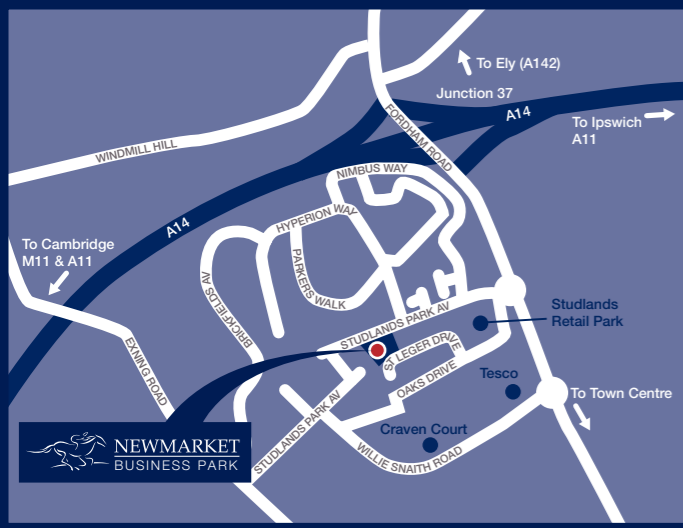 To Ely (A142)
Junction 37
A14
To Ipswich
A11
FORDHAM ROAD
WINDMILL HILL
NIMBUS WAY
HYPERION WAY
A14
To Cambridge
M11 & A11
PARKERS WALK
BRICKFIELDS AV
STUDLANDS PARK AV
Studlands
Retail Park
EXNING ROAD
ST LEGER DRIVE
OAKS DRIVE
Tesco
To Town Centre
STUDLANDS PARK AV
Craven Court
WILLIE SNAITH ROAD
NEWMARKET
BUSINESS PARK